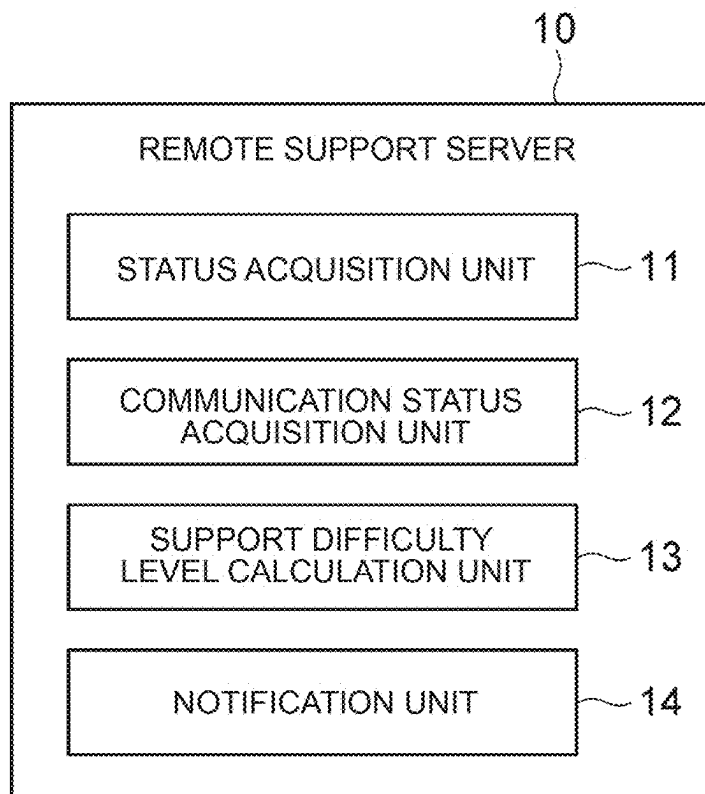 10
REMOTE SUPPORT SERVER
STATUS ACQUISITION UNIT
11
COMMUNICATION STATUS
ACQUISITION UNIT
12
SUPPORT DIFFICULTY
LEVEL CALCULATION UNIT
13
NOTIFICATION UNIT
14